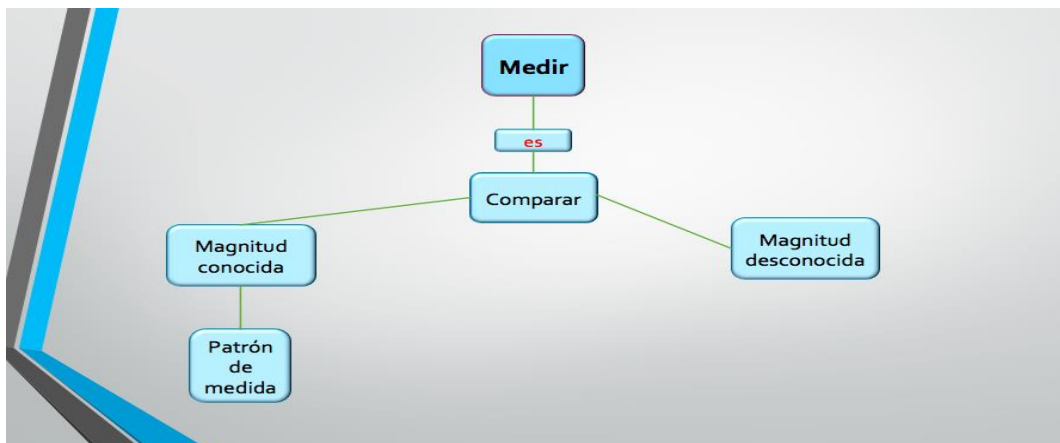 Medir
es
Comparar
Magnitud
conocida
Magnitud
desconocida
Patrón
de
medida